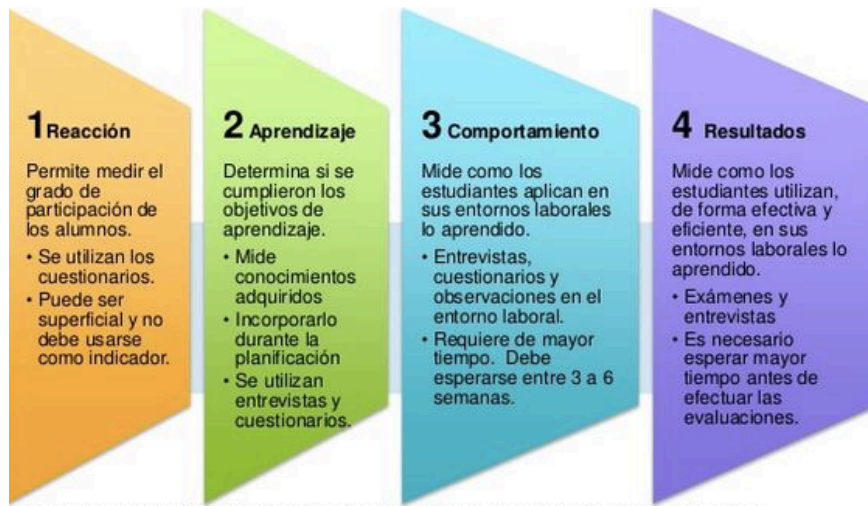 1 Reacción
Permite medir el
grado de
participación de
los alumnos.
• Se utilizan los
cuestionarios.
• Puede ser
superficial y no
debe usarse
como indicador.
2 Aprendizaje
Determina si se
cumplieron los
objetivos de
aprendizaje.
• Mide
conocimientos
adquiridos
• Incorporarlo
durante la
planificación
• Se utilizan
entrevistas y
cuestionarios.
3 Comportamiento
Mide como los
estudiantes aplican en
sus entornos laborales
lo aprendido.
• Entrevistas,
cuestionarios y
observaciones en el
entorno laboral.
• Requiere de mayor
tiempo. Debe
esperarse entre 3 a 6
semanas.
4 Resultados
Mide como los
estudiantes utilizan,
de forma efectiva y
eficiente, en sus
entornos laborales lo
aprendido.
• Exámenes y
entrevistas
• Es necesario
esperar mayor
tiempo antes de
efectuar las
evaluaciones.